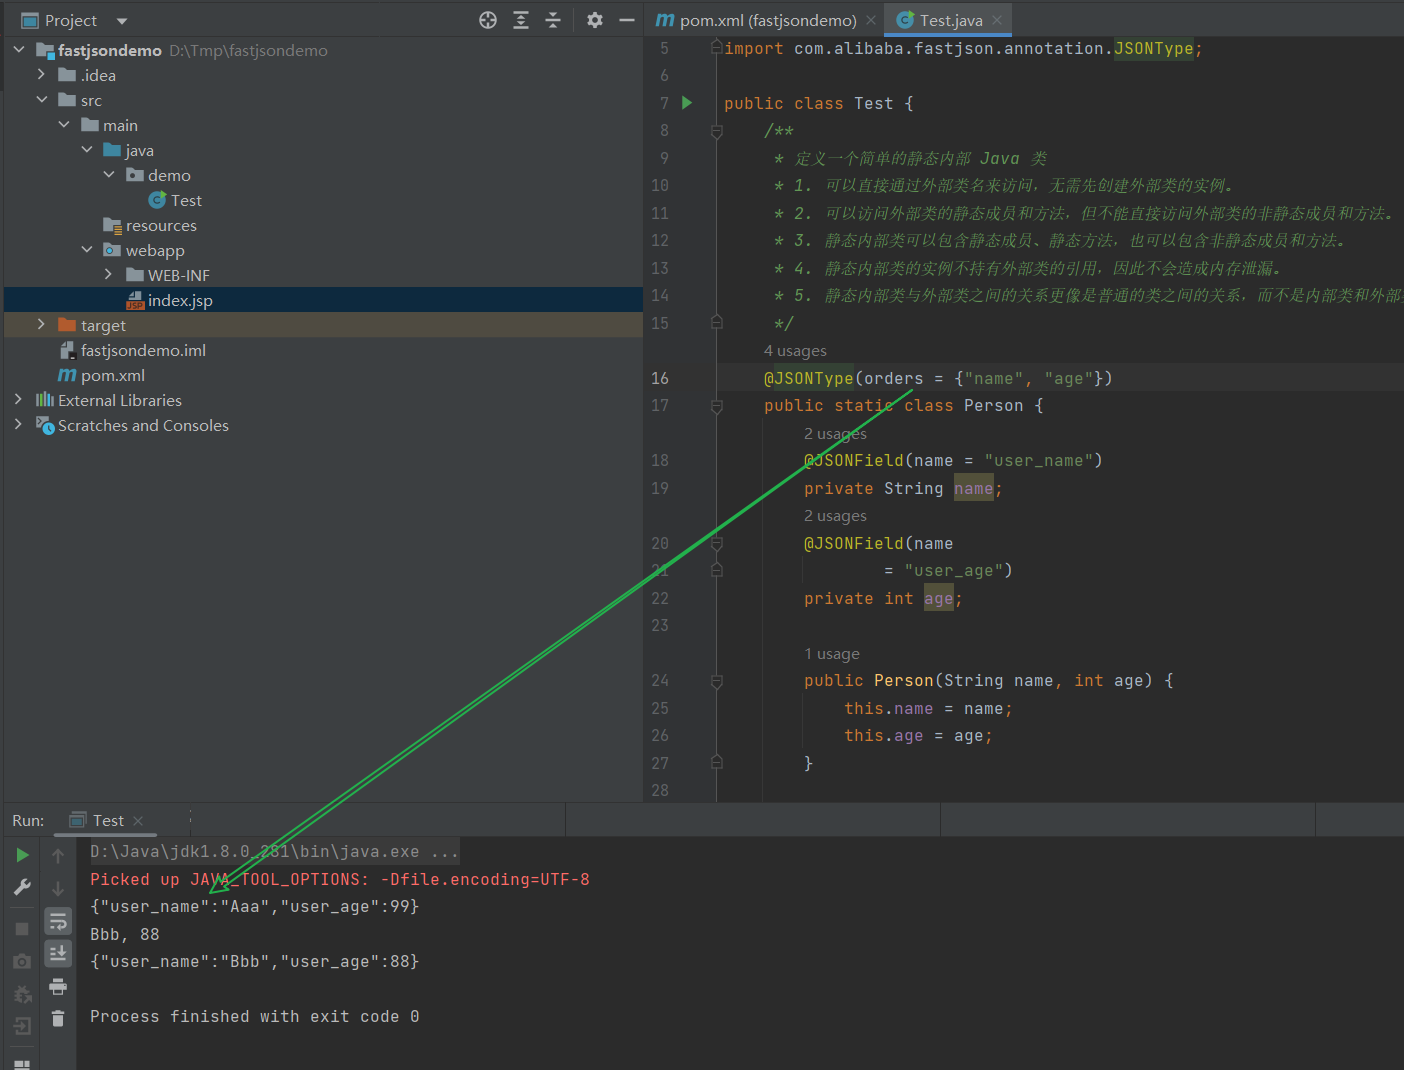 Project
pom.xml (fastjsondemo)
Test.java
fastjsondemo D:\Tmp\fastjsondemo
.idea
src
main
java
demo
Test
resources
webapp
WEB-INF
index.jsp
target
fastjsondemo.iml
pom.xml
External Libraries
Scratches and Consoles
5 import com.alibaba.fastjson.annotation.JSONType;
6
7 public class Test {
8 /**
9 * 定义一个简单的静态内部 Java 类
10 * 1. 可以直接通过外部类名来访问，无需先创建外部类的实例。
11 * 2. 可以访问外部类的静态成员和方法，但不能直接访问外部类的非静态成员和方法。
12 * 3. 静态内部类可以包含静态成员、静态方法，也可以包含非静态成员和方法。
13 * 4. 静态内部类的实例不持有外部类的引用，因此不会造成内存泄漏。
14 * 5. 静态内部类与外部类之间的关系更像是普通的类之间的关系，而不是内部类和外部
15 */
4 usages
16 @JSONType(orders = {"name", "age"})
17 public static class Person {
2 usages
18 @JSONField(name = "user_name")
19 private String name;
2 usages
20 @JSONField(name
21 = "user_age")
22 private int age;
23
1 usage
24 public Person(String name, int age) {
25 this.name = name;
26 this.age = age;
27 }
28
Run: Test
D:\Java\jdk1.8.0_281\bin\java.exe ...
Picked up JAVA_TOOL_OPTIONS: -Dfile.encoding=UTF-8
{"user_name":"Aaa","user_age":99}
Bbb, 88
{"user_name":"Bbb","user_age":88}
Process finished with exit code 0